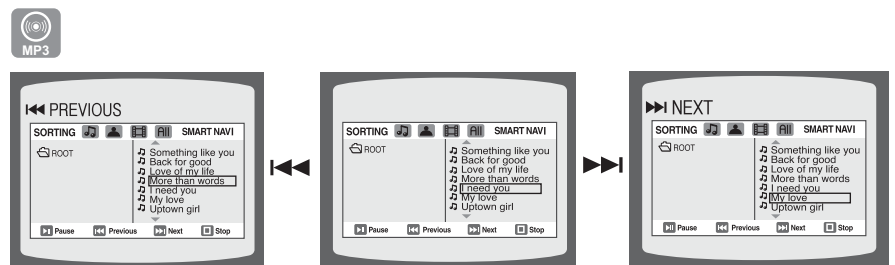 MP3
PREVIOUS
SORTING All SMART NAVI
ROOT
Something like you
Back for good
Love of my life
More than words
I need you
My love
Uptown girl
Pause Previous Next Stop
SORTING All SMART NAVI
ROOT
Something like you
Back for good
Love of my life
More than words
I need you
My love
Uptown girl
Pause Previous Next Stop
NEXT
SORTING All SMART NAVI
ROOT
Something like you
Back for good
Love of my life
More than words
I need you
My love
Uptown girl
Pause Previous Next Stop